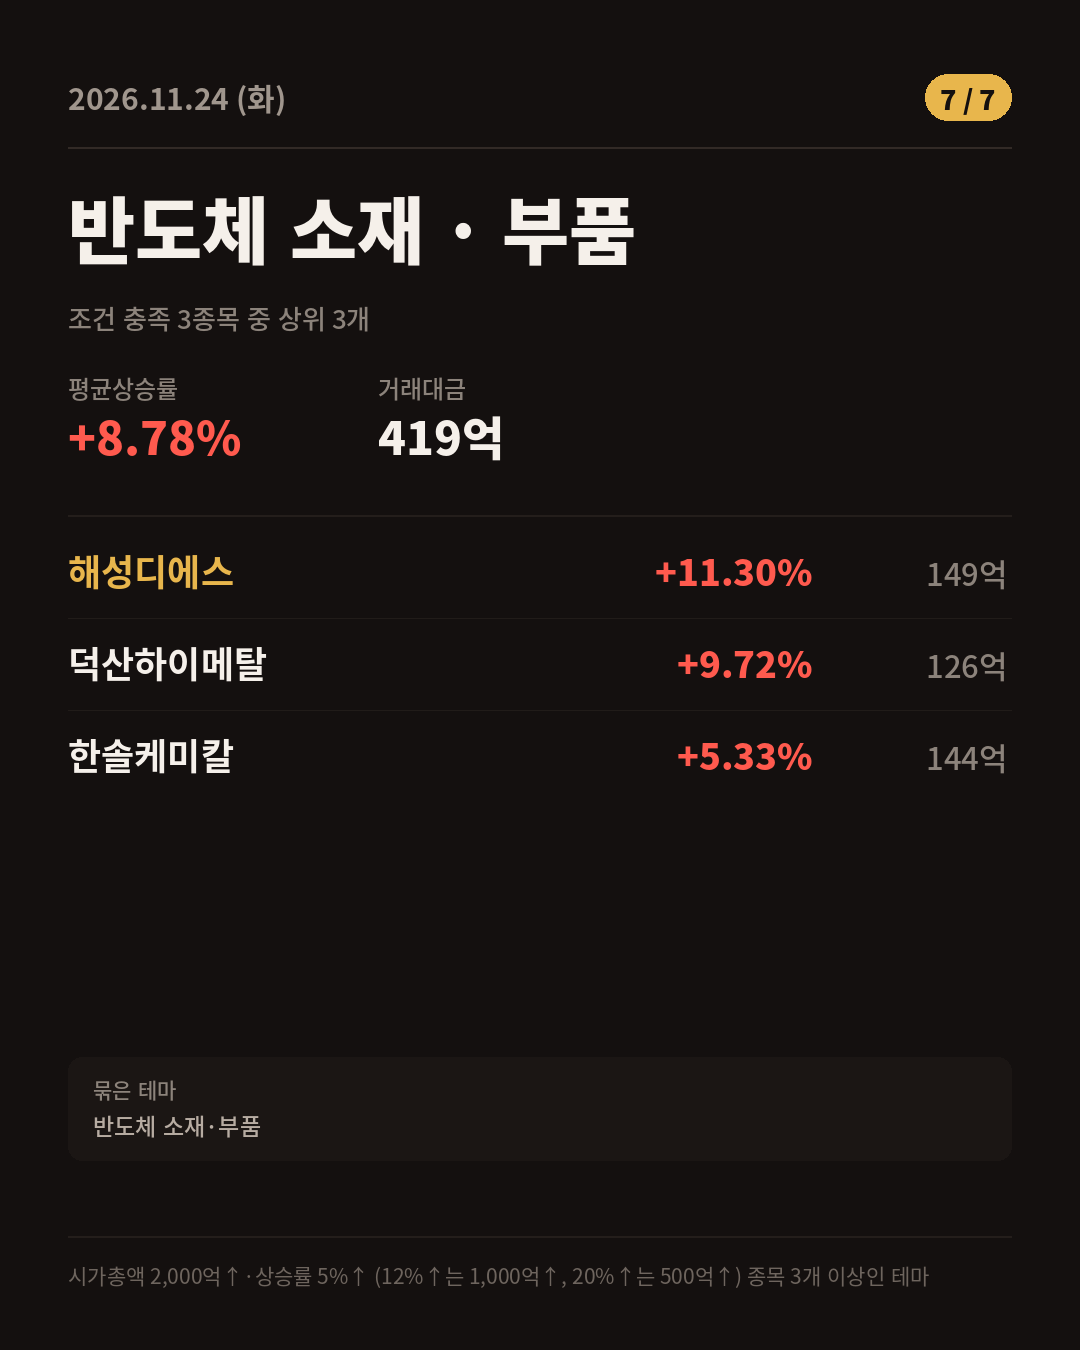 2026.11.24 (화)
7 / 7
반도체 소재 · 부품
조건 충족 3종목 중 상위 3개
평균상승률 거래대금
+8.78% 419억
해성디에스 +11.30% 149억
덕산하이메탈 +9.72% 126억
한솔케미칼 +5.33% 144억
묶은 테마
반도체 소재·부품
시가총액 2,000억↑·상승률 5%↑ (12%↑는 1,000억↑, 20%↑는 500억↑) 종목 3개 이상인 테마